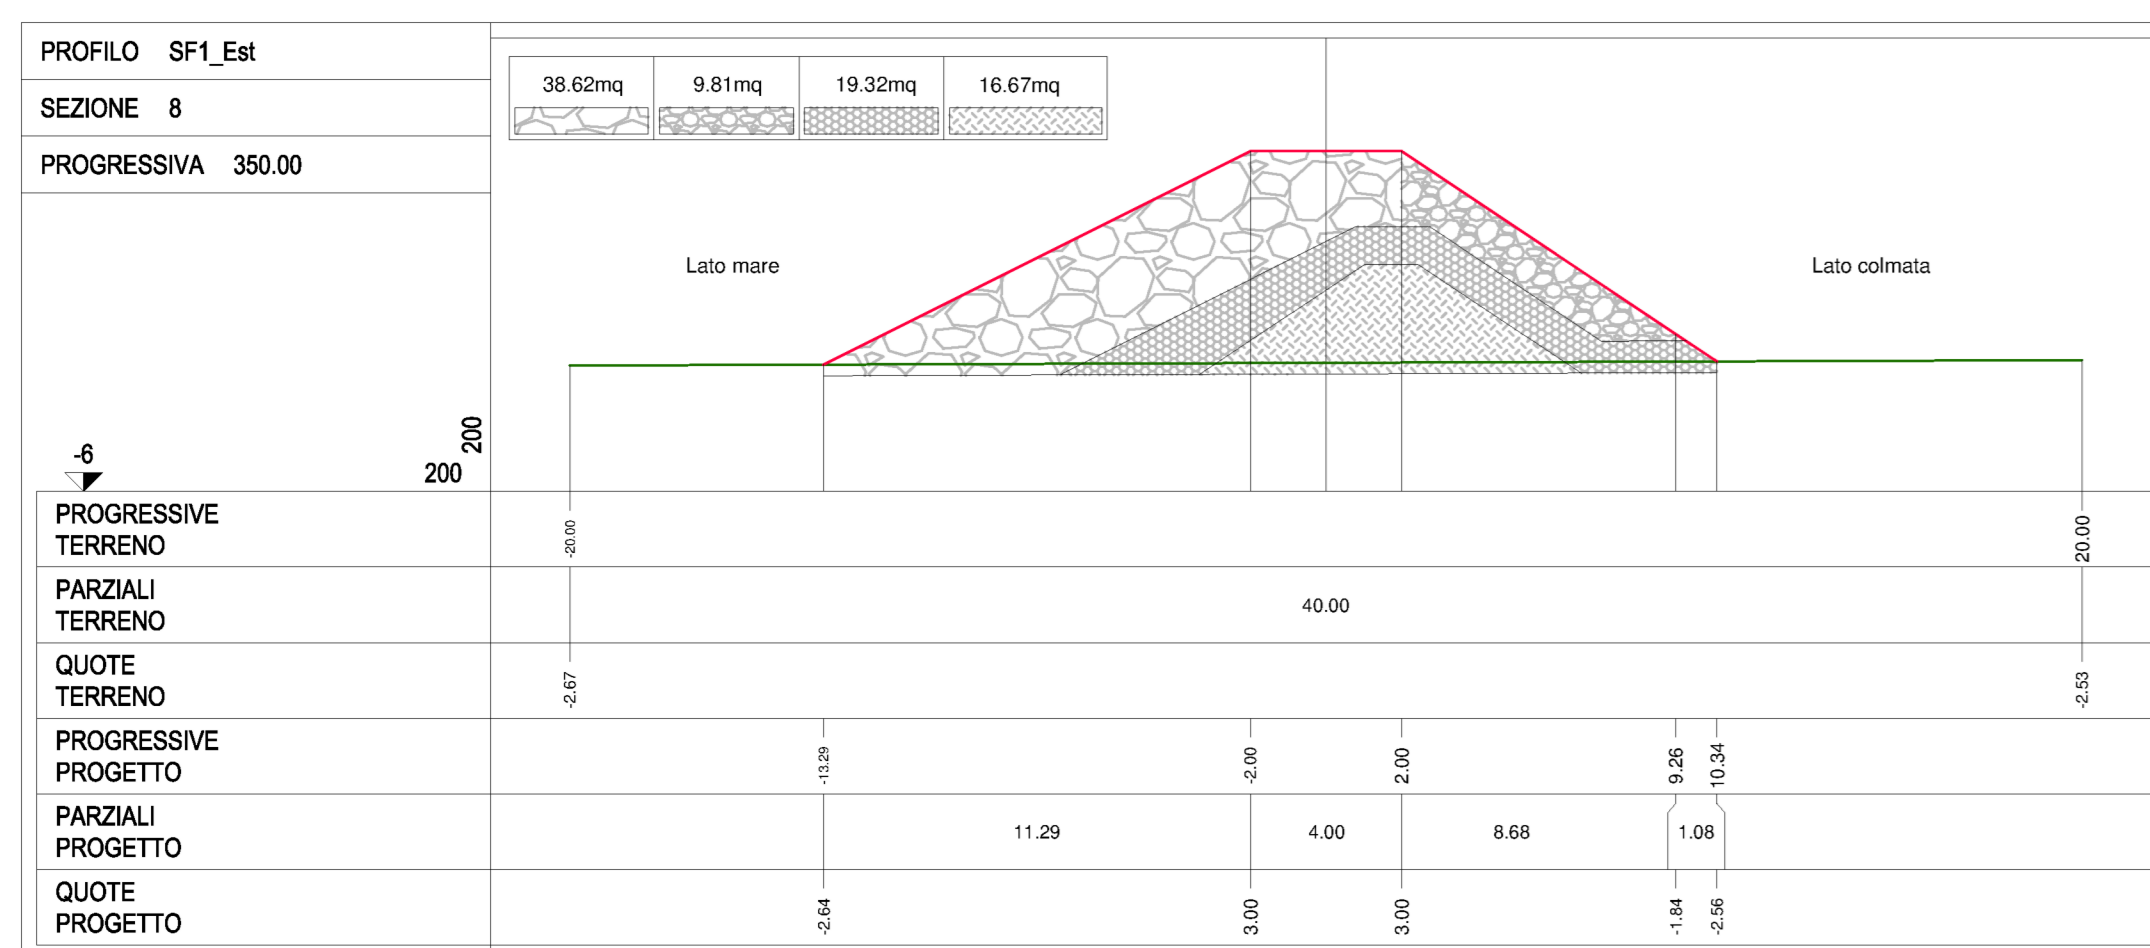 PROFILO SF1_Est
SEZIONE 8
PROGRESSIVA 350.00
38.62mq 9.81mq 19.32mq 16.67mq
Lato mare
Lato colmata
-6
200
200
PROGRESSIVE
TERRENO
-20.00 20.00
PARZIALI
TERRENO
40.00
QUOTE
TERRENO
-2.67 -2.53
PROGRESSIVE
PROGETTO
-13.29 -2.00 2.00 9.26 10.34
PARZIALI
PROGETTO
11.29 4.00 8.68 1.08
QUOTE
PROGETTO
-2.64 3.00 3.00 -1.84 -2.56